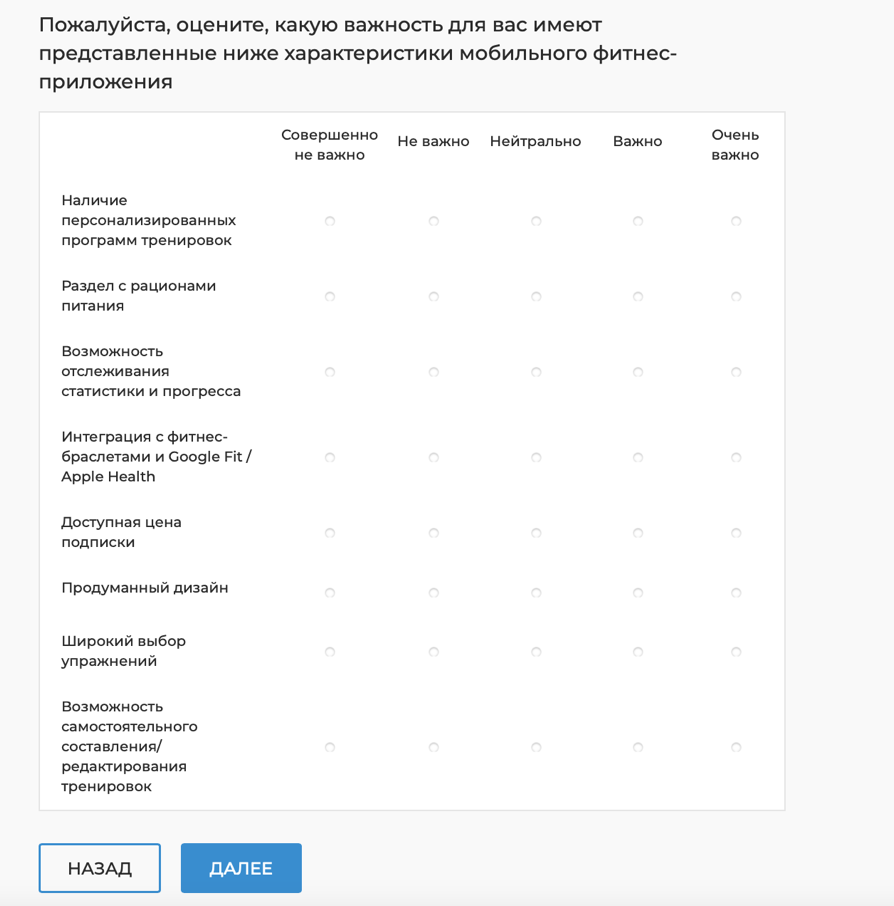 Пожалуйста, оцените, какую важность для вас имеют
представленные ниже характеристики мобильного фитнес-
приложения
Совершенно
не важно
Не важно
Нейтрально
Важно
Очень
важно
Наличие
персонализированных
программ тренировок
Раздел с рационами
питания
Возможность
отслеживания
статистики и прогресса
Интеграция с фитнес-
браслетами и Google Fit /
Apple Health
Доступная цена
подписки
Продуманный дизайн
Широкий выбор
упражнений
Возможность
самостоятельного
составления/
редактирования
тренировок
НАЗАД
ДАЛЕЕ